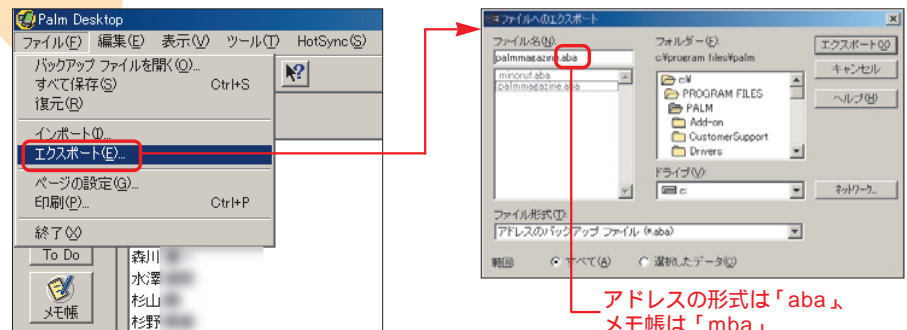 Palm Desktop
ファイル(F) 編集(E) 表示(V) ツール(T) HotSync(S)
バックアップ ファイルを開く(O)...
すべて保存(S) Ctrl+S
復元(R)
インポート(I)...
エクスポート(E)...
ページの設定(G)...
印刷(P)... Ctrl+P
終了(X)
To Do
メモ帳
森川
水澤
杉山
杉野
ファイルへのエクスポート
ファイル名(N):
palmmagazine.aba
minoruf.aba
palmmagazine.aba
フォルダー(F):
c:¥program files¥palm
c:¥
PROGRAM FILES
PALM
Add-on
CustomerSupport
Drivers
ドライブ(V):
c:
エクスポート(X)
キャンセル
ヘルプ(H)
ネットワーク...
ファイル形式(T):
アドレスのバックアップ ファイル (*.aba)
範囲: すべて(A) 選択したデータ(C)
アドレスの形式は「aba」、
メモ帳は「mba」